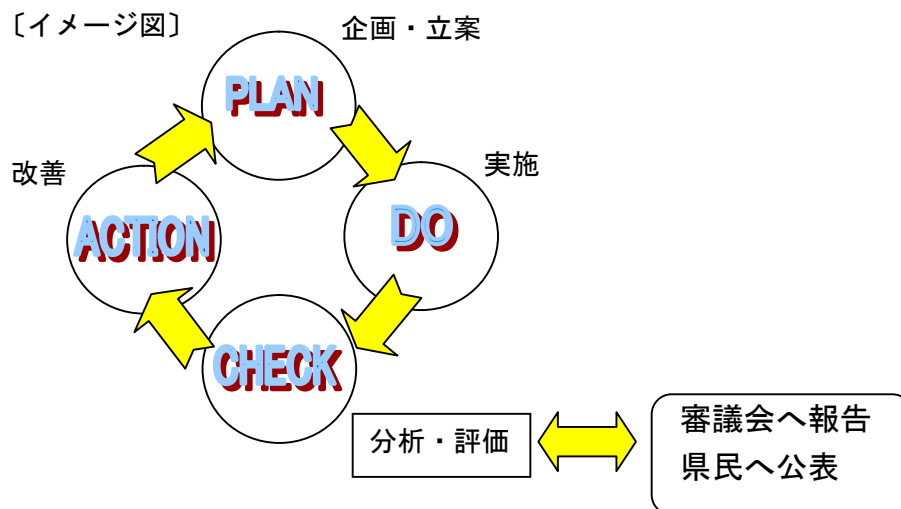 〔イメージ図〕
企画・立案
PLAN
改善
実施
ACTION
DO
CHECK
分析・評価
審議会へ報告
県民へ公表